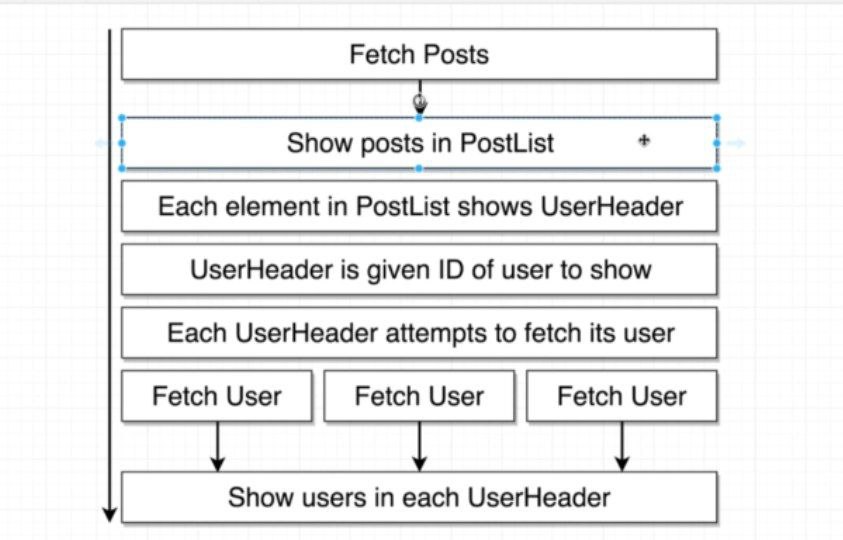 Fetch Posts
Show posts in PostList
Each element in PostList shows UserHeader
UserHeader is given ID of user to show
Each UserHeader attempts to fetch its user
Fetch User
Fetch User
Fetch User
Show users in each UserHeader